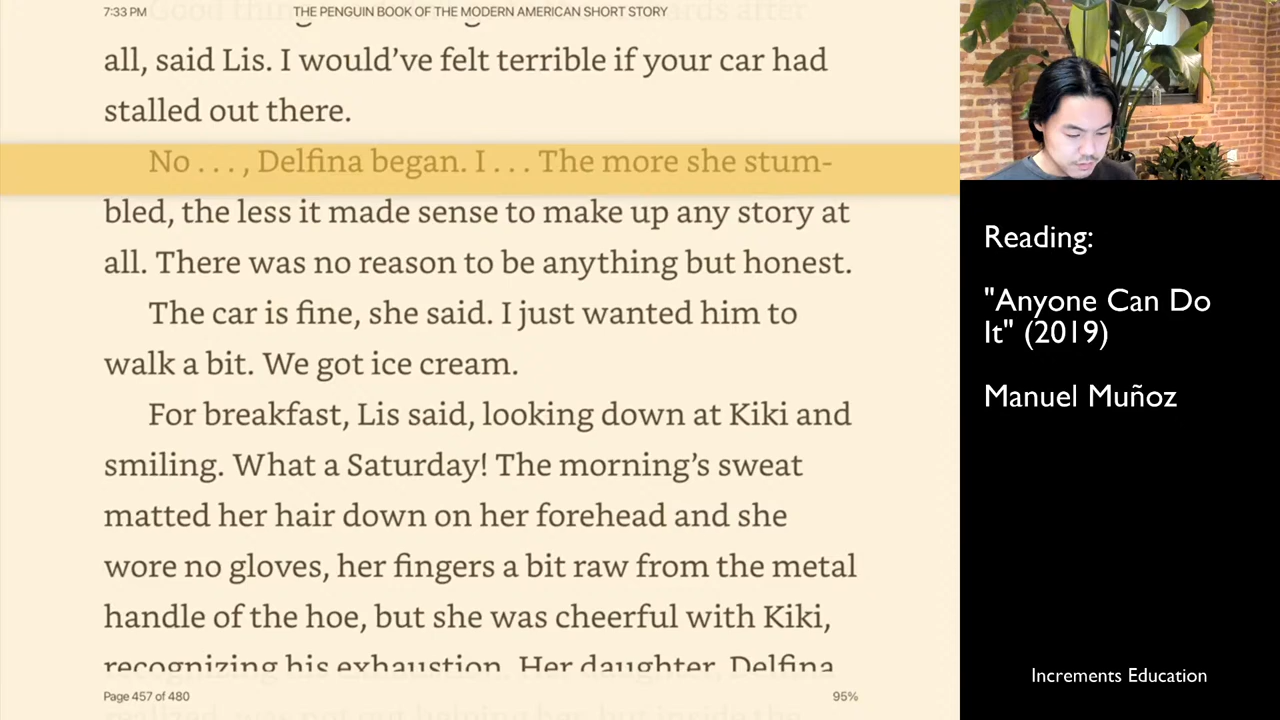 7:33 PM
THE PENGUIN BOOK OF THE MODERN AMERICAN SHORT STORY
all, said Lis. I would’ve felt terrible if your car had
stalled out there.
No . . . , Delfina began. I . . . The more she stum-
bled, the less it made sense to make up any story at
all. There was no reason to be anything but honest.
The car is fine, she said. I just wanted him to
walk a bit. We got ice cream.
For breakfast, Lis said, looking down at Kiki and
smiling. What a Saturday! The morning’s sweat
matted her hair down on her forehead and she
wore no gloves, her fingers a bit raw from the metal
handle of the hoe, but she was cheerful with Kiki,
recognizing his exhaustion. Her daughter, Delfina
Page 457 of 480
95%
Reading:
"Anyone Can Do
It" (2019)
Manuel Muñoz
Increments Education